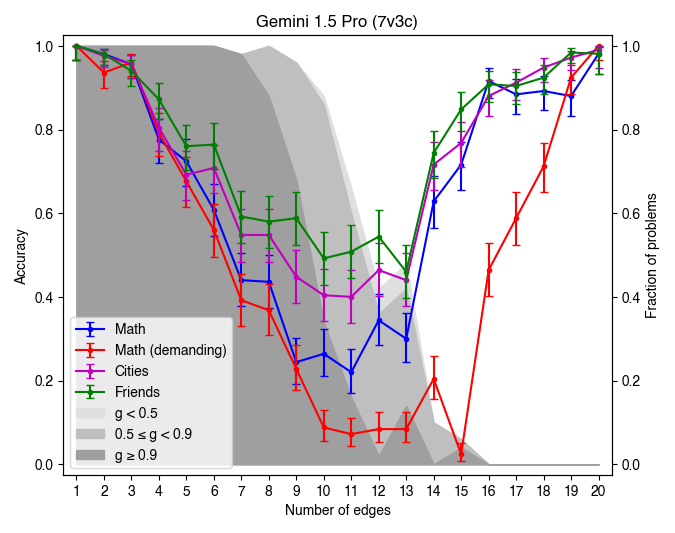 Gemini 1.5 Pro (7v3c)
1.0
0.8
0.6
0.4
0.2
0.0
Accuracy
1.0
0.8
0.6
0.4
0.2
0.0
Fraction of problems
Math
Math (demanding)
Cities
Friends
g < 0.5
0.5 ≤ g < 0.9
g ≥ 0.9
1 2 3 4 5 6 7 8 9 10 11 12 13 14 15 16 17 18 19 20
Number of edges